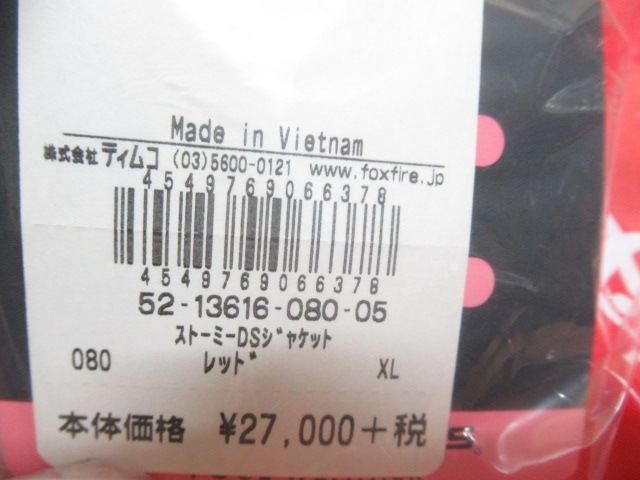 Made in Vietnam
株式会社 ティムコ (03)5600-0121 www.foxfire.jp
4549769066378
4549769066378
52-13616-080-05
ストーミーDSジャケット
080 レッド XL
本体価格 ¥27,000+税